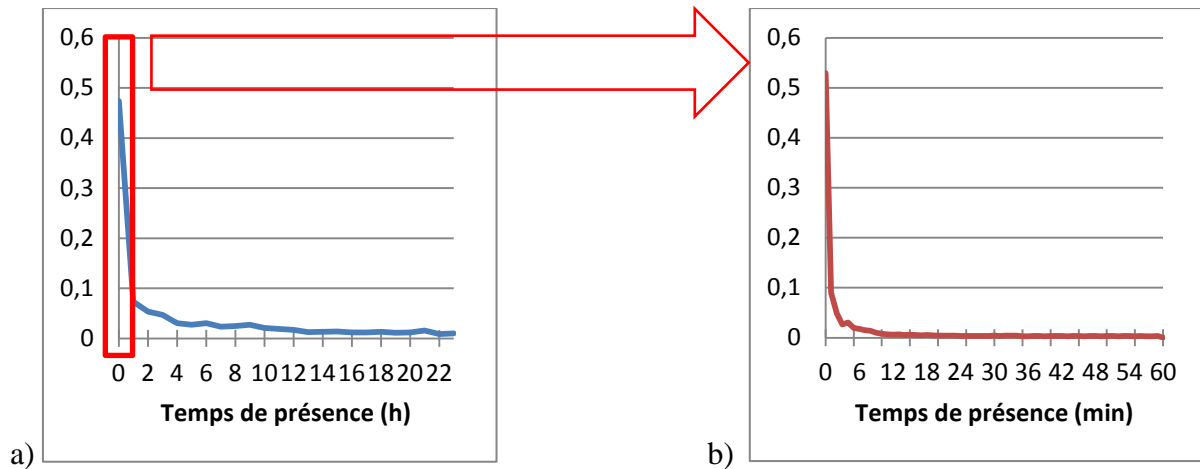 0,6
0,5
0,4
0,3
0,2
0,1
0
0 2 4 6 8 10 12 14 16 18 20 22
Temps de présence (h)
a)
0,6
0,5
0,4
0,3
0,2
0,1
0
0 6 12 18 24 30 36 42 48 54 60
Temps de présence (min)
b)